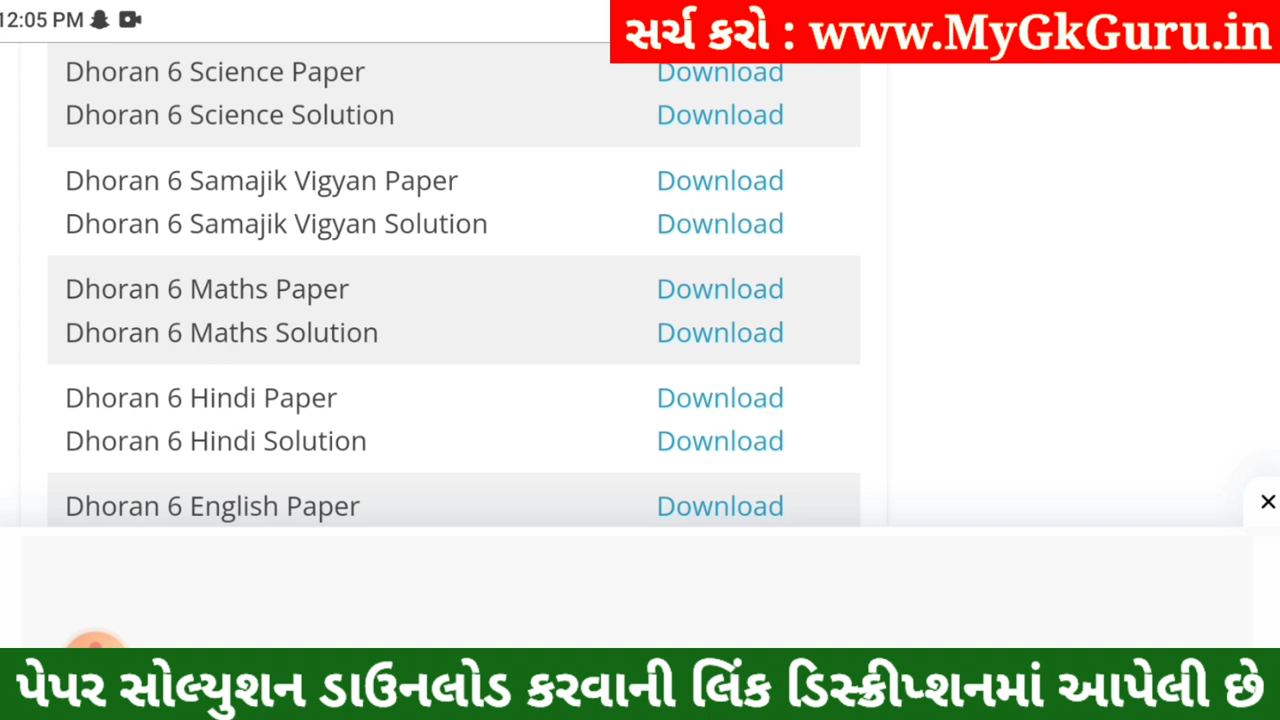 12:05 PM
સર્ચ કરો : www.MyGkGuru.in
Dhoran 6 Science Paper Download
Dhoran 6 Science Solution Download
Dhoran 6 Samajik Vigyan Paper Download
Dhoran 6 Samajik Vigyan Solution Download
Dhoran 6 Maths Paper Download
Dhoran 6 Maths Solution Download
Dhoran 6 Hindi Paper Download
Dhoran 6 Hindi Solution Download
Dhoran 6 English Paper Download
પેપર સોલ્યુશન ડાઉનલોડ કરવાની લિંક ડિસ્ક્રીપ્શનમાં આપેલી છે